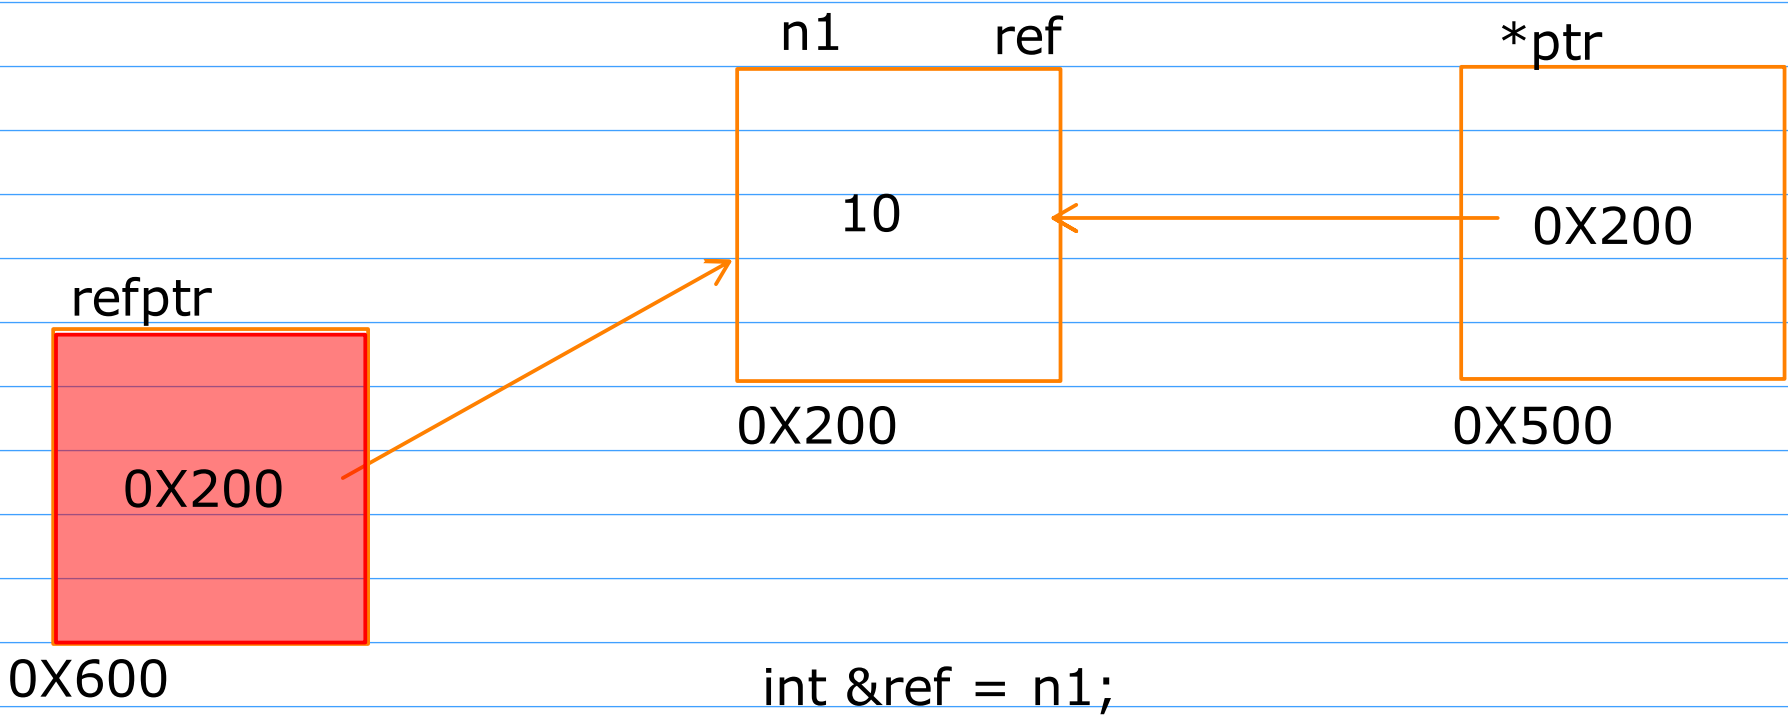 n1 ref *ptr
10 0X200
refptr
0X200 0X500
0X200
0X600 int &ref = n1;